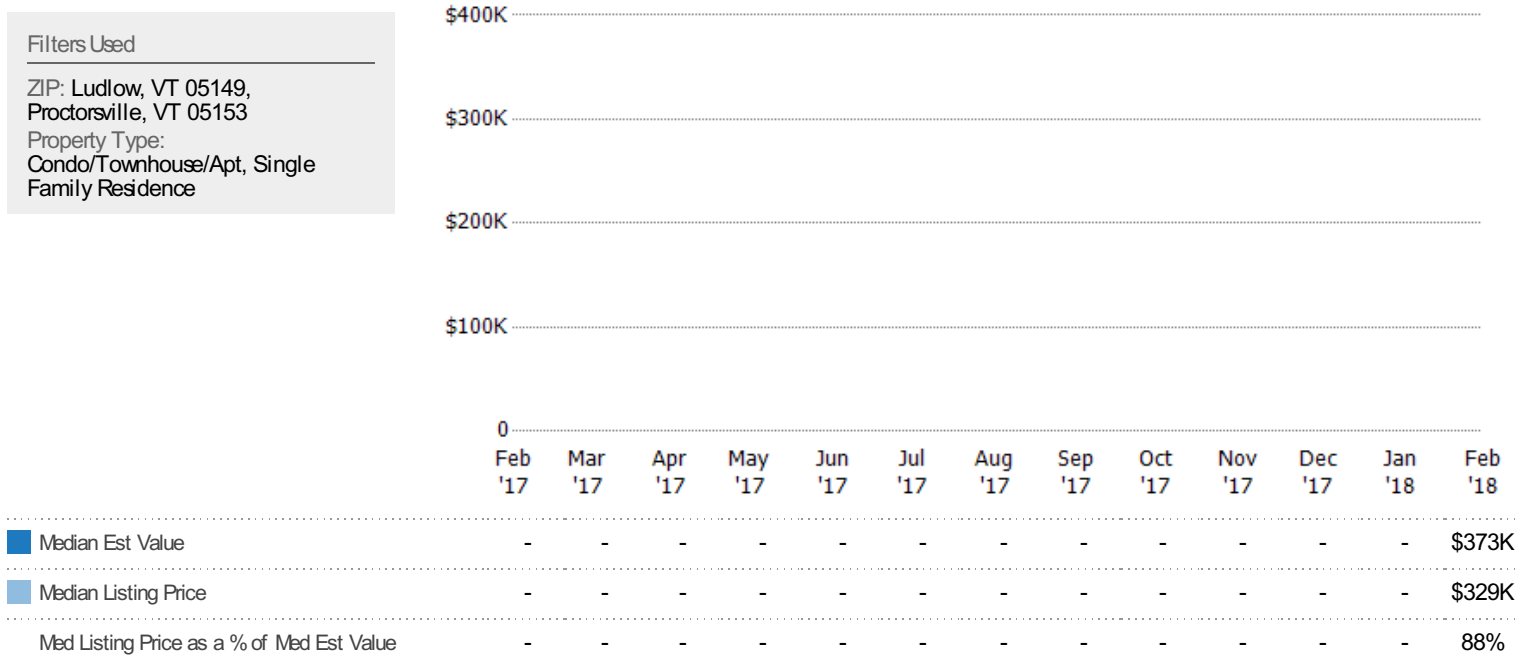 Filters Used
ZIP: Ludlow, VT 05149,
Proctorsville, VT 05153
Property Type:
Condo/Townhouse/Apt, Single
Family Residence
$400K
$300K
$200K
$100K
0
Feb Mar Apr May Jun Jul Aug Sep Oct Nov Dec Jan Feb
'17 '17 '17 '17 '17 '17 '17 '17 '17 '17 '17 '18 '18
Median Est Value - - - - - - - - - - - - $373K
Median Listing Price - - - - - - - - - - - - $329K
Med Listing Price as a % of Med Est Value - - - - - - - - - - - - 88%